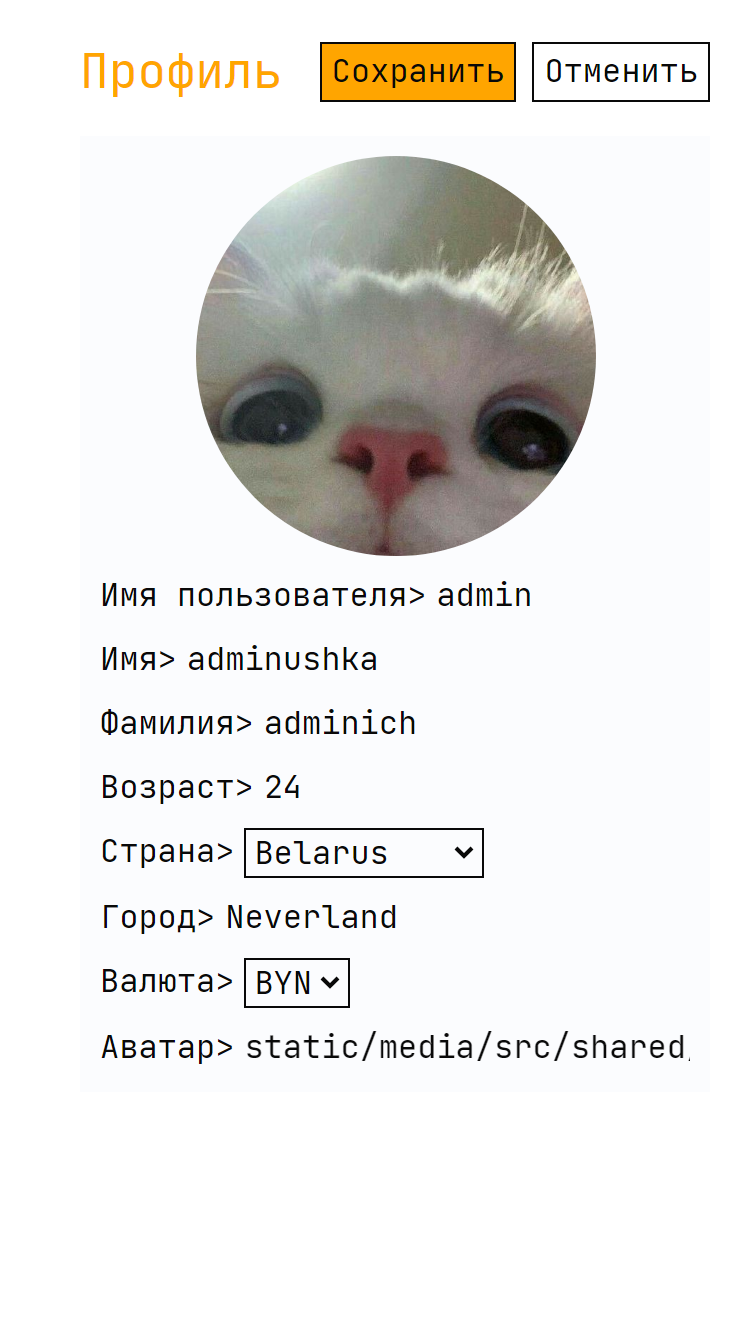 Профиль Сохранить Отменить
Имя пользователя> admin
Имя> adminushka
Фамилия> adminich
Возраст> 24
Страна> Belarus
Город> Neverland
Валюта> BYN
Аватар> static/media/src/shared/